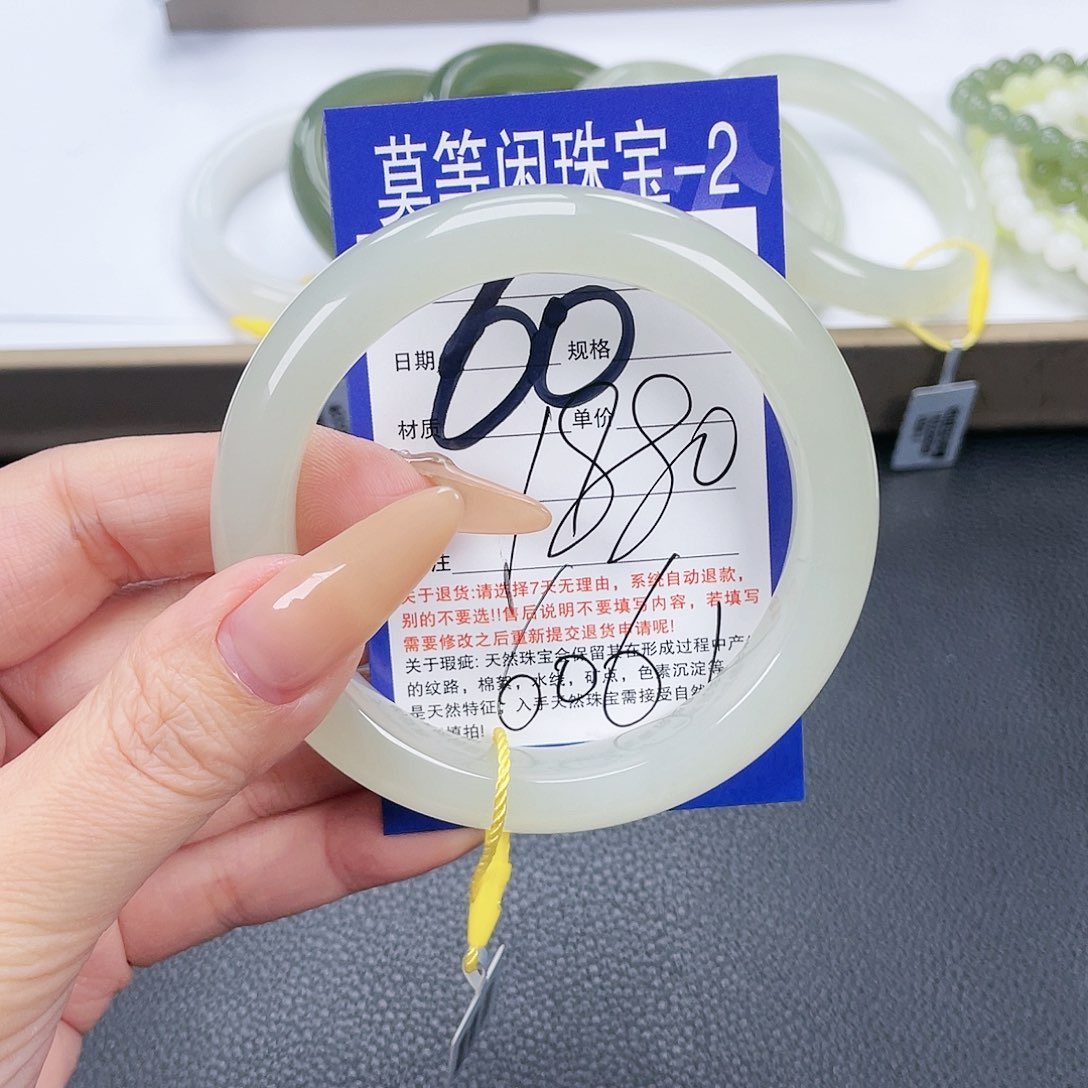 莫等闲珠宝-2
60
日期 规格
材质 单价
1880
注
关于退货:请选择7天无理由，系统自动退款，
别的不要选!!售后说明不要填写内容，若填写
需要修改之后重新提交退货申请呢!
关于瑕疵: 天然珠宝会保留其在形成过程中产
的纹路，棉絮，水线，矿点，色素沉淀等
是天然特征，入手天然珠宝需接受自然
慎拍!
0061